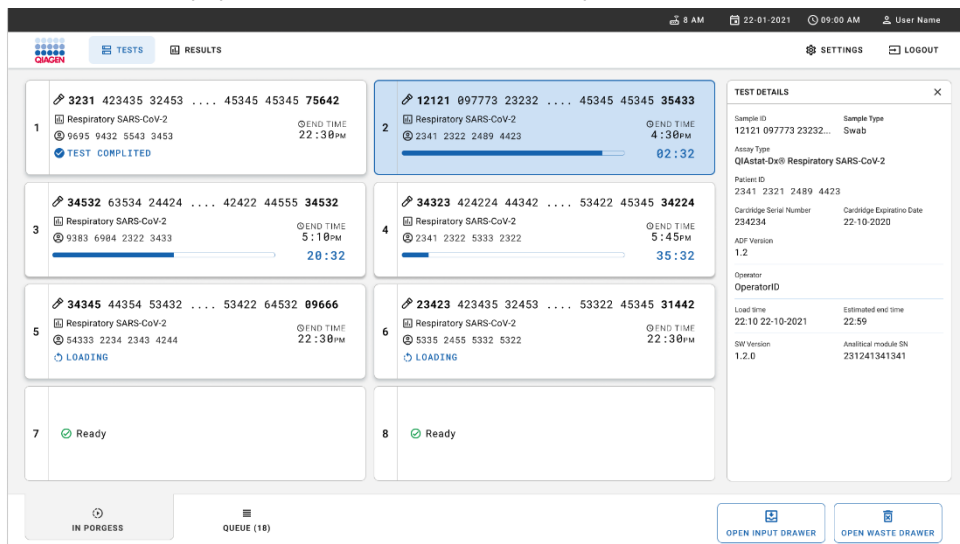 8 AM 22-01-2021 09:00 AM User Name
QIAGEN TESTS RESULTS SETTINGS LOGOUT
1
3231 423435 32453 .... 45345 45345 75642
Respiratory SARS-CoV-2
9695 9432 5543 3453
TEST COMPLITED
END TIME
22:30PM
2
12121 097773 23232 .... 45345 45345 35433
Respiratory SARS-CoV-2
2341 2322 2489 4423
END TIME
4:30PM
02:32
3
34532 63534 24424 .... 42422 44555 34532
Respiratory SARS-CoV-2
9383 6984 2322 3433
END TIME
5:10PM
20:32
4
34323 424224 44342 .... 53422 45345 34224
Respiratory SARS-CoV-2
2341 2322 5333 2322
END TIME
5:45PM
35:32
5
34345 44354 53432 .... 53422 64532 09666
Respiratory SARS-CoV-2
54333 2234 2343 4244
LOADING
END TIME
22:30PM
6
23423 423435 32453 .... 53322 45345 31442
Respiratory SARS-CoV-2
5335 2455 5332 5322
LOADING
END TIME
22:30PM
7
Ready
8
Ready
TEST DETAILS
Sample ID
12121 097773 23232...
Sample Type
Swab
Assay Type
QIAstat-Dx® Respiratory SARS-CoV-2
Patient ID
2341 2321 2489 4423
Cardridge Serial Number
234234
Cardridge Expiratino Date
22-10-2020
ADF Version
1.2
Operator
OperatorID
Load time
22:10 22-10-2021
Estimated end time
22:59
SW Version
1.2.0
Analitical module SN
231241341341
IN PORGESS
QUEUE (18)
OPEN INPUT DRAWER
OPEN WASTE DRAWER